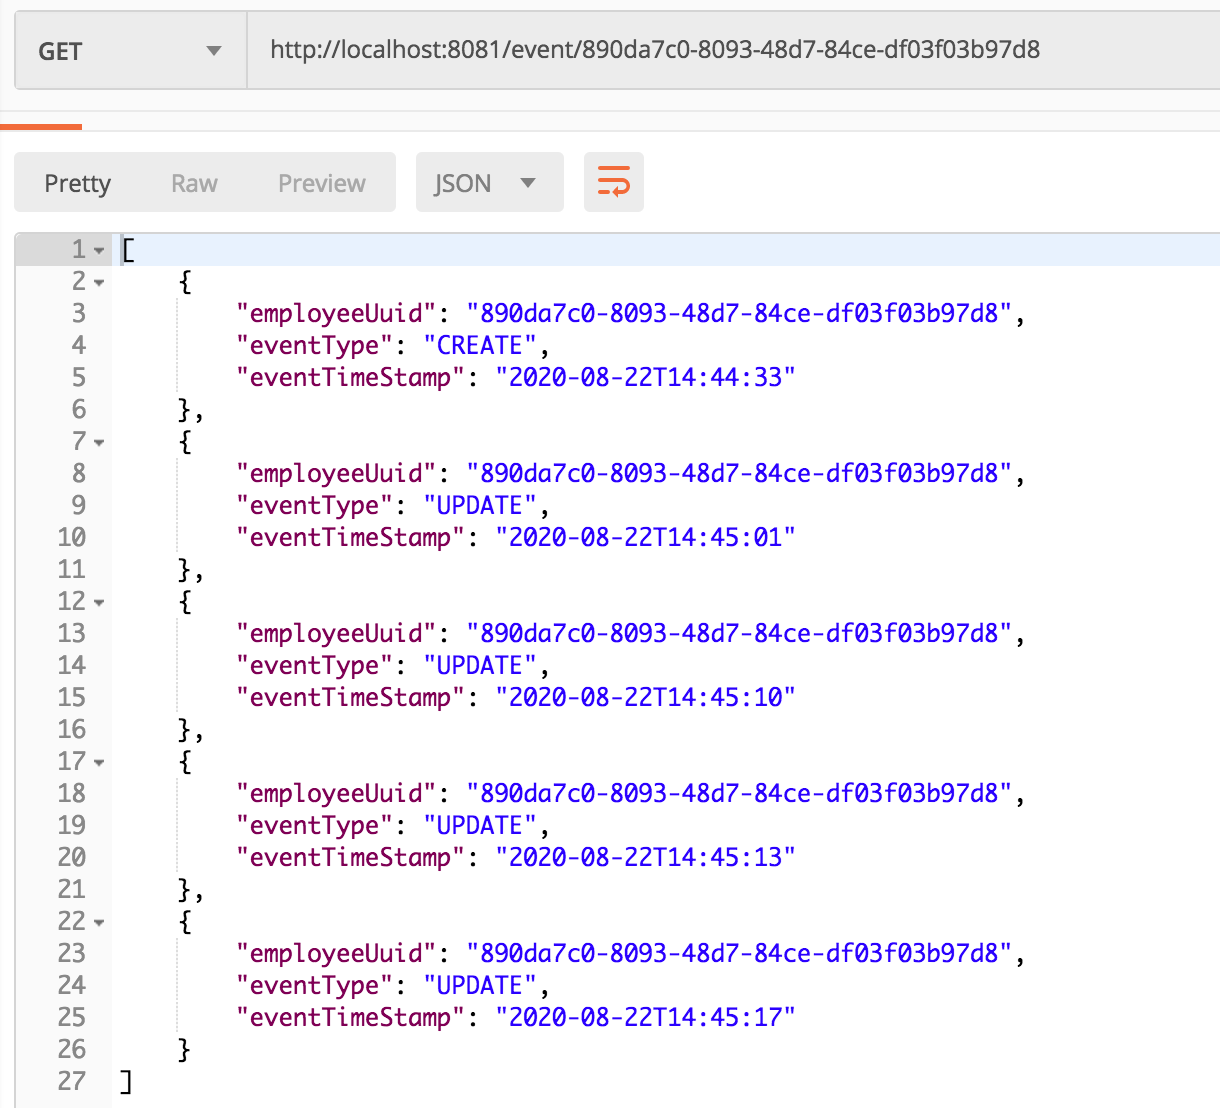 GET http://localhost:8081/event/890da7c0-8093-48d7-84ce-df03f03b97d8
Pretty Raw Preview JSON
1 [
2 {
3 "employeeUuid": "890da7c0-8093-48d7-84ce-df03f03b97d8",
4 "eventType": "CREATE",
5 "eventTimeStamp": "2020-08-22T14:44:33"
6 },
7 {
8 "employeeUuid": "890da7c0-8093-48d7-84ce-df03f03b97d8",
9 "eventType": "UPDATE",
10 "eventTimeStamp": "2020-08-22T14:45:01"
11 },
12 {
13 "employeeUuid": "890da7c0-8093-48d7-84ce-df03f03b97d8",
14 "eventType": "UPDATE",
15 "eventTimeStamp": "2020-08-22T14:45:10"
16 },
17 {
18 "employeeUuid": "890da7c0-8093-48d7-84ce-df03f03b97d8",
19 "eventType": "UPDATE",
20 "eventTimeStamp": "2020-08-22T14:45:13"
21 },
22 {
23 "employeeUuid": "890da7c0-8093-48d7-84ce-df03f03b97d8",
24 "eventType": "UPDATE",
25 "eventTimeStamp": "2020-08-22T14:45:17"
26 }
27 ]